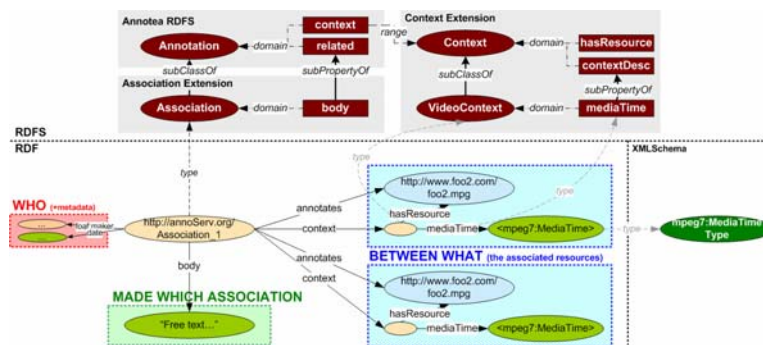 Annotea RDFS
context
Context Extension
Annotation
domain
related
range
Context
domain
hasResource
contextDesc
subClassOf
subPropertyOf
subClassOf
subPropertyOf
Association Extension
Association
domain
body
VideoContext
domain
mediaTime
RDFS
RDF
XMLSchema
type
type
type
WHO (+metadata)
...
foaf maker
date
...
http://annoServ.org/
Association_1
annotates
context
http://www.foo2.com/
foo2.mpg
hasResource
mediaTime
<mpeg7:MediaTime>
type
mpeg7:MediaTime
Type
body
annotates
context
BETWEEN WHAT (the associated resources)
http://www.foo2.com/
foo2.mpg
hasResource
mediaTime
<mpeg7:MediaTime>
MADE WHICH ASSOCIATION
"Free text..."